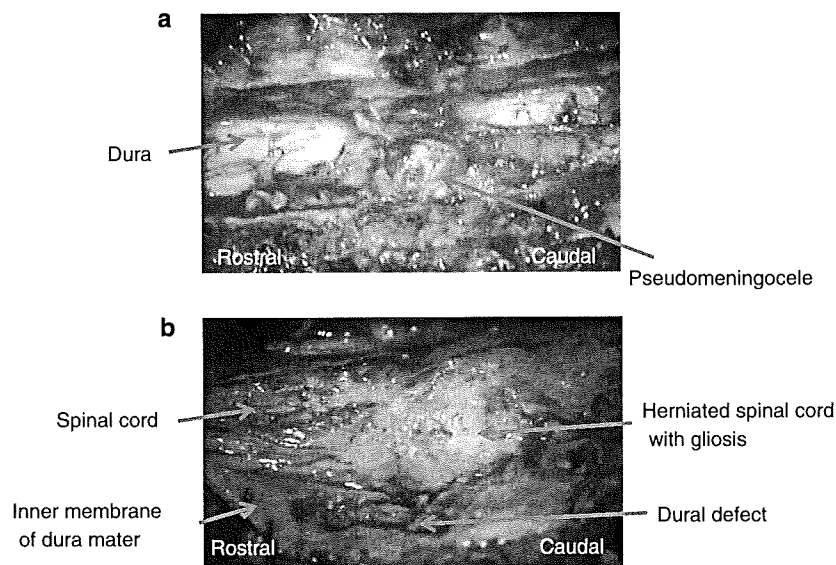 a
Dura
Rostral
Caudal
Pseudomeningocele
b
Spinal cord
Herniated spinal cord
with gliosis
Inner membrane
of dura mater
Dural defect
Rostral
Caudal